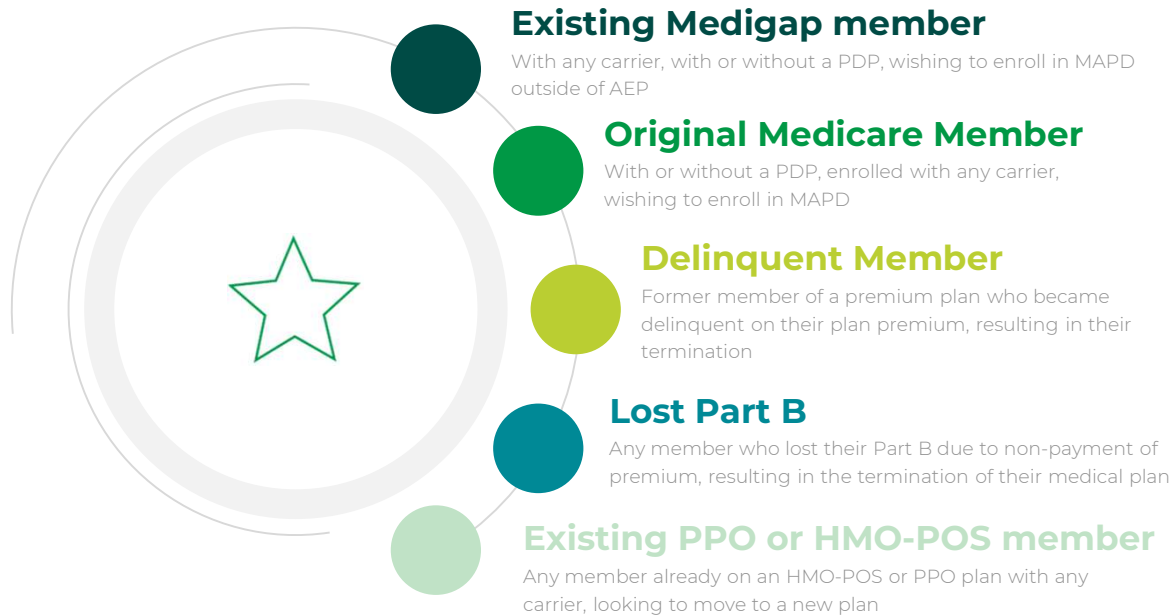 Existing Medigap member
With any carrier, with or without a PDP, wishing to enroll in MAPD
outside of AEP
Original Medicare Member
With or without a PDP, enrolled with any carrier,
wishing to enroll in MAPD
Delinquent Member
Former member of a premium plan who became
delinquent on their plan premium, resulting in their
termination
Lost Part B
Any member who lost their Part B due to non-payment of
premium, resulting in the termination of their medical plan
Existing PPO or HMO-POS member
Any member already on an HMO-POS or PPO plan with any
carrier, looking to move to a new plan